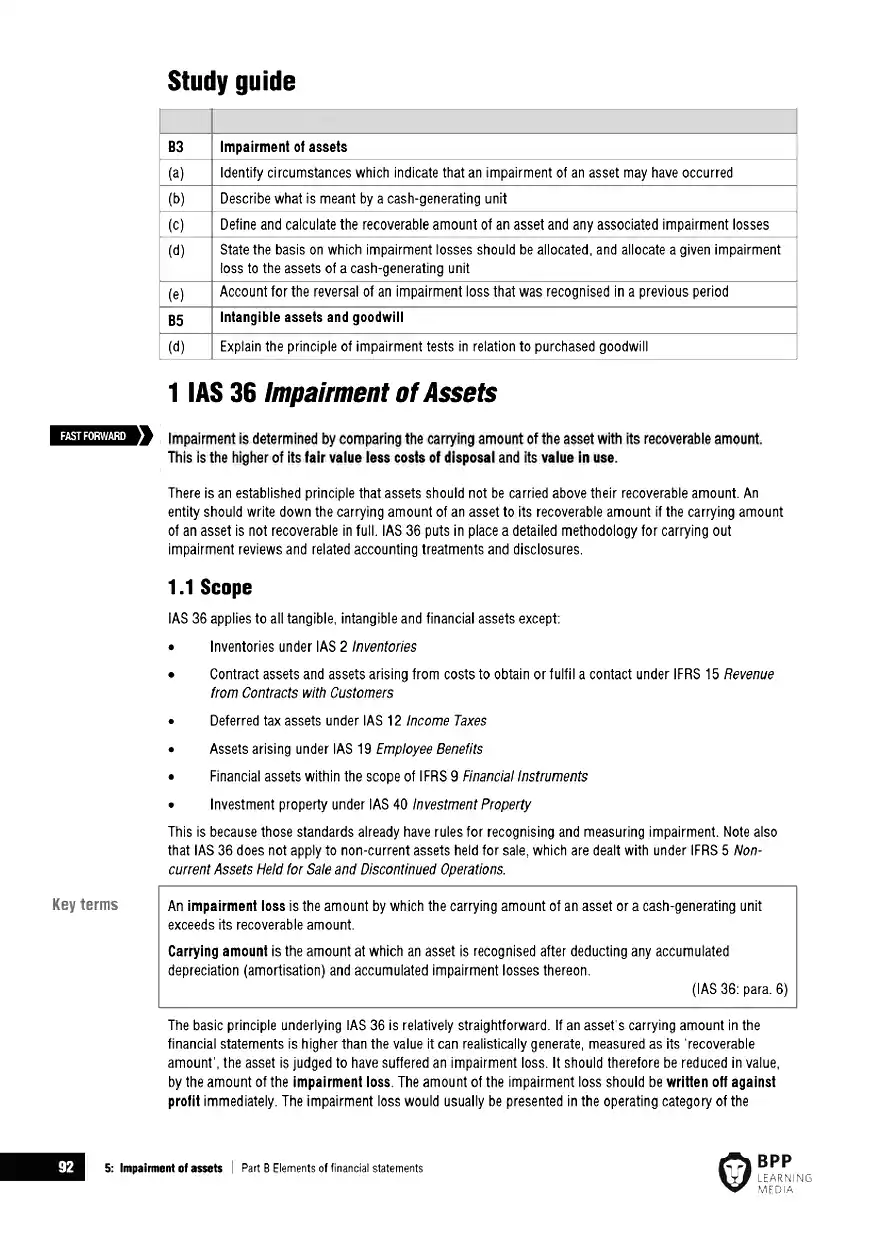 Study guide
B3 Impairment of assets
(a) Identify circumstances which indicate that an impairment of an asset may have occurred
(b) Describe what is meant by a cash-generating unit
(c) Define and calculate the recoverable amount of an asset and any associated impairment losses
(d) State the basis on which impairment losses should be allocated, and allocate a given impairment
loss to the assets of a cash-generating unit
(e) Account for the reversal of an impairment loss that was recognised in a previous period
B5 Intangible assets and goodwill
(d) Explain the principle of impairment tests in relation to purchased goodwill
1 IAS 36 Impairment of Assets
FAST FORWARD
Impairment is determined by comparing the carrying amount of the asset with its recoverable amount.
This is the higher of its fair value less costs of disposal and its value in use.
There is an established principle that assets should not be carried above their recoverable amount. An
entity should write down the carrying amount of an asset to its recoverable amount if the carrying amount
of an asset is not recoverable in full. IAS 36 puts in place a detailed methodology for carrying out
impairment reviews and related accounting treatments and disclosures.
1.1 Scope
IAS 36 applies to all tangible, intangible and financial assets except:
• Inventories under IAS 2 Inventories
• Contract assets and assets arising from costs to obtain or fulfil a contact under IFRS 15 Revenue
from Contracts with Customers
• Deferred tax assets under IAS 12 Income Taxes
• Assets arising under IAS 19 Employee Benefits
• Financial assets within the scope of IFRS 9 Financial Instruments
• Investment property under IAS 40 Investment Property
This is because those standards already have rules for recognising and measuring impairment. Note also
that IAS 36 does not apply to non-current assets held for sale, which are dealt with under IFRS 5 Non-
current Assets Held for Sale and Discontinued Operations.
Key terms
An impairment loss is the amount by which the carrying amount of an asset or a cash-generating unit
exceeds its recoverable amount.
Carrying amount is the amount at which an asset is recognised after deducting any accumulated
depreciation (amortisation) and accumulated impairment losses thereon.
(IAS 36: para. 6)
The basic principle underlying IAS 36 is relatively straightforward. If an asset's carrying amount in the
financial statements is higher than the value it can realistically generate, measured as its 'recoverable
amount', the asset is judged to have suffered an impairment loss. It should therefore be reduced in value,
by the amount of the impairment loss. The amount of the impairment loss should be written off against
profit immediately. The impairment loss would usually be presented in the operating category of the
92 5: Impairment of assets | Part B Elements of financial statements
BPP
LEARNING
MEDIA